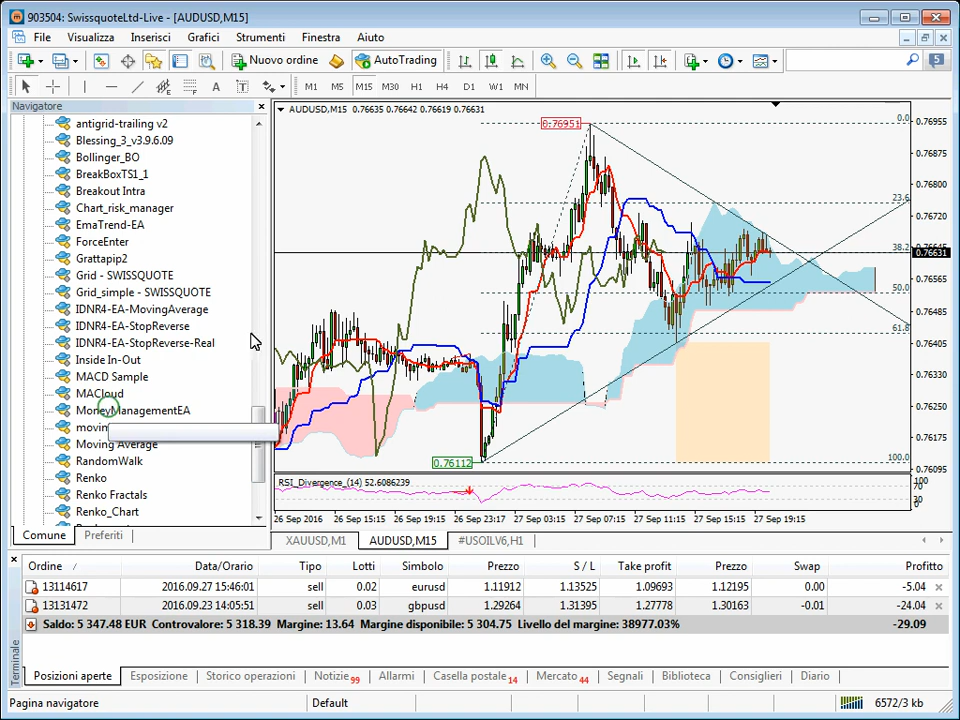 903504: SwissquoteLtd-Live - [AUDUSD,M15]
File Visualizza Inserisci Grafici Strumenti Finestra Aiuto
Nuovo ordine AutoTrading 5
A T M1 M5 M15 M30 H1 H4 D1 W1 MN
Navigatore
antigrid-trailing v2
Blessing_3_v3.9.6.09
Bollinger_BO
BreakBoxTS1_1
Breakout Intra
Chart_risk_manager
EmaTrend-EA
ForceEnter
Grattapip2
Grid - SWISSQUOTE
Grid_simple - SWISSQUOTE
IDNR4-EA-MovingAverage
IDNR4-EA-StopReverse
IDNR4-EA-StopReverse-Real
Inside In-Out
MACD Sample
MACloud
MoneyManagementEA
Moving Average
RandomWalk
Renko
Renko Fractals
Renko_Chart
Comune Preferiti
AUDUSD,M15 0.76635 0.76642 0.76619 0.76631
0.76951
0.76112
0.0
23.6
38.2
50.0
61.8
100.0
0.76955
0.76875
0.76800
0.76720
0.76645
0.76631
0.76565
0.76485
0.76405
0.76330
0.76250
0.76175
0.76095
RSI_Divergence_(14) 52.6086239
100
70
30
0
26 Sep 2016 26 Sep 15:15 26 Sep 19:15 26 Sep 23:17 27 Sep 03:15 27 Sep 07:15 27 Sep 11:15 27 Sep 15:15 27 Sep 19:15
XAUUSD,M1 AUDUSD,M15 #USOILV6,H1
Ordine / Data/Orario Tipo Lotti Simbolo Prezzo S / L Take profit Prezzo Swap Profitto
13114617 2016.09.27 15:46:01 sell 0.02 eurusd 1.11912 1.13525 1.09693 1.12195 0.00 -5.04
13131472 2016.09.23 14:05:51 sell 0.03 gbpusd 1.29264 1.31395 1.27778 1.30163 -0.01 -24.04
Saldo: 5 347.48 EUR Controvalore: 5 318.39 Margine: 13.64 Margine disponibile: 5 304.75 Livello del margine: 38977.03% -29.09
Terminale
Posizioni aperte Esposizione Storico operazioni Notizie 99 Allarmi Casella postale 14 Mercato 44 Segnali Biblioteca Consiglieri Diario
Pagina navigatore Default 6572/3 kb